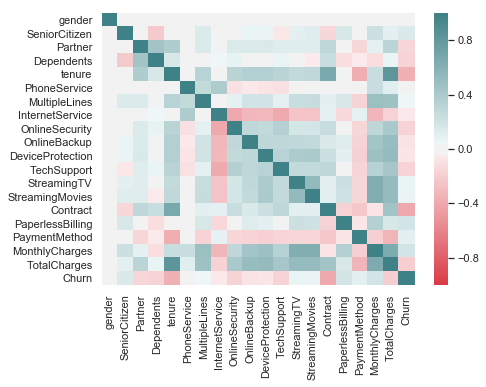 gender
SeniorCitizen
Partner
Dependents
tenure
PhoneService
MultipleLines
InternetService
OnlineSecurity
OnlineBackup
DeviceProtection
TechSupport
StreamingTV
StreamingMovies
Contract
PaperlessBilling
PaymentMethod
MonthlyCharges
TotalCharges
Churn
gender
SeniorCitizen
Partner
Dependents
tenure
PhoneService
MultipleLines
InternetService
OnlineSecurity
OnlineBackup
DeviceProtection
TechSupport
StreamingTV
StreamingMovies
Contract
PaperlessBilling
PaymentMethod
MonthlyCharges
TotalCharges
Churn
0.8
0.4
0.0
−0.4
−0.8